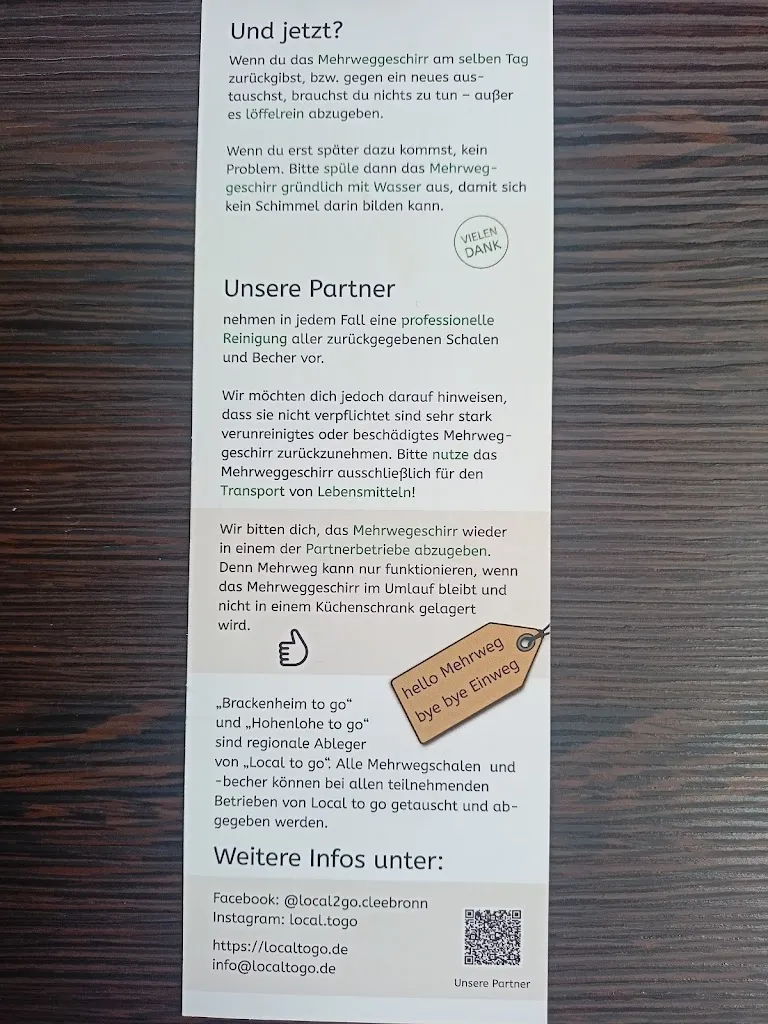 Und jetzt?
Wenn du das Mehrweggeschirr am selben Tag
zurückgibst, bzw. gegen ein neues aus-
tauschst, brauchst du nichts zu tun – außer
es löffelrein abzugeben.
Wenn du erst später dazu kommst, kein
Problem. Bitte spüle dann das Mehrweg-
geschirr gründlich mit Wasser aus, damit sich
kein Schimmel darin bilden kann.
VIELEN
DANK
Unsere Partner
nehmen in jedem Fall eine professionelle
Reinigung aller zurückgegebenen Schalen
und Becher vor.
Wir möchten dich jedoch darauf hinweisen,
dass sie nicht verpflichtet sind sehr stark
verunreinigtes oder beschädigtes Mehrweg-
geschirr zurückzunehmen. Bitte nutze das
Mehrweggeschirr ausschließlich für den
Transport von Lebensmitteln!
Wir bitten dich, das Mehrwegeschirr wieder
in einem der Partnerbetriebe abzugeben.
Denn Mehrweg kann nur funktionieren, wenn
das Mehrweggeschirr im Umlauf bleibt und
nicht in einem Küchenschrank gelagert
wird.
hello Mehrweg
bye bye Einweg
„Brackenheim to go“
und „Hohenlohe to go“
sind regionale Ableger
von „Local to go“. Alle Mehrwegschalen und
-becher können bei allen teilnehmenden
Betrieben von Local to go getauscht und ab-
gegeben werden.
Weitere Infos unter:
Facebook: @local2go.cleebronn
Instagram: local.togo
https://localtogo.de
info@localtogo.de
Unsere Partner